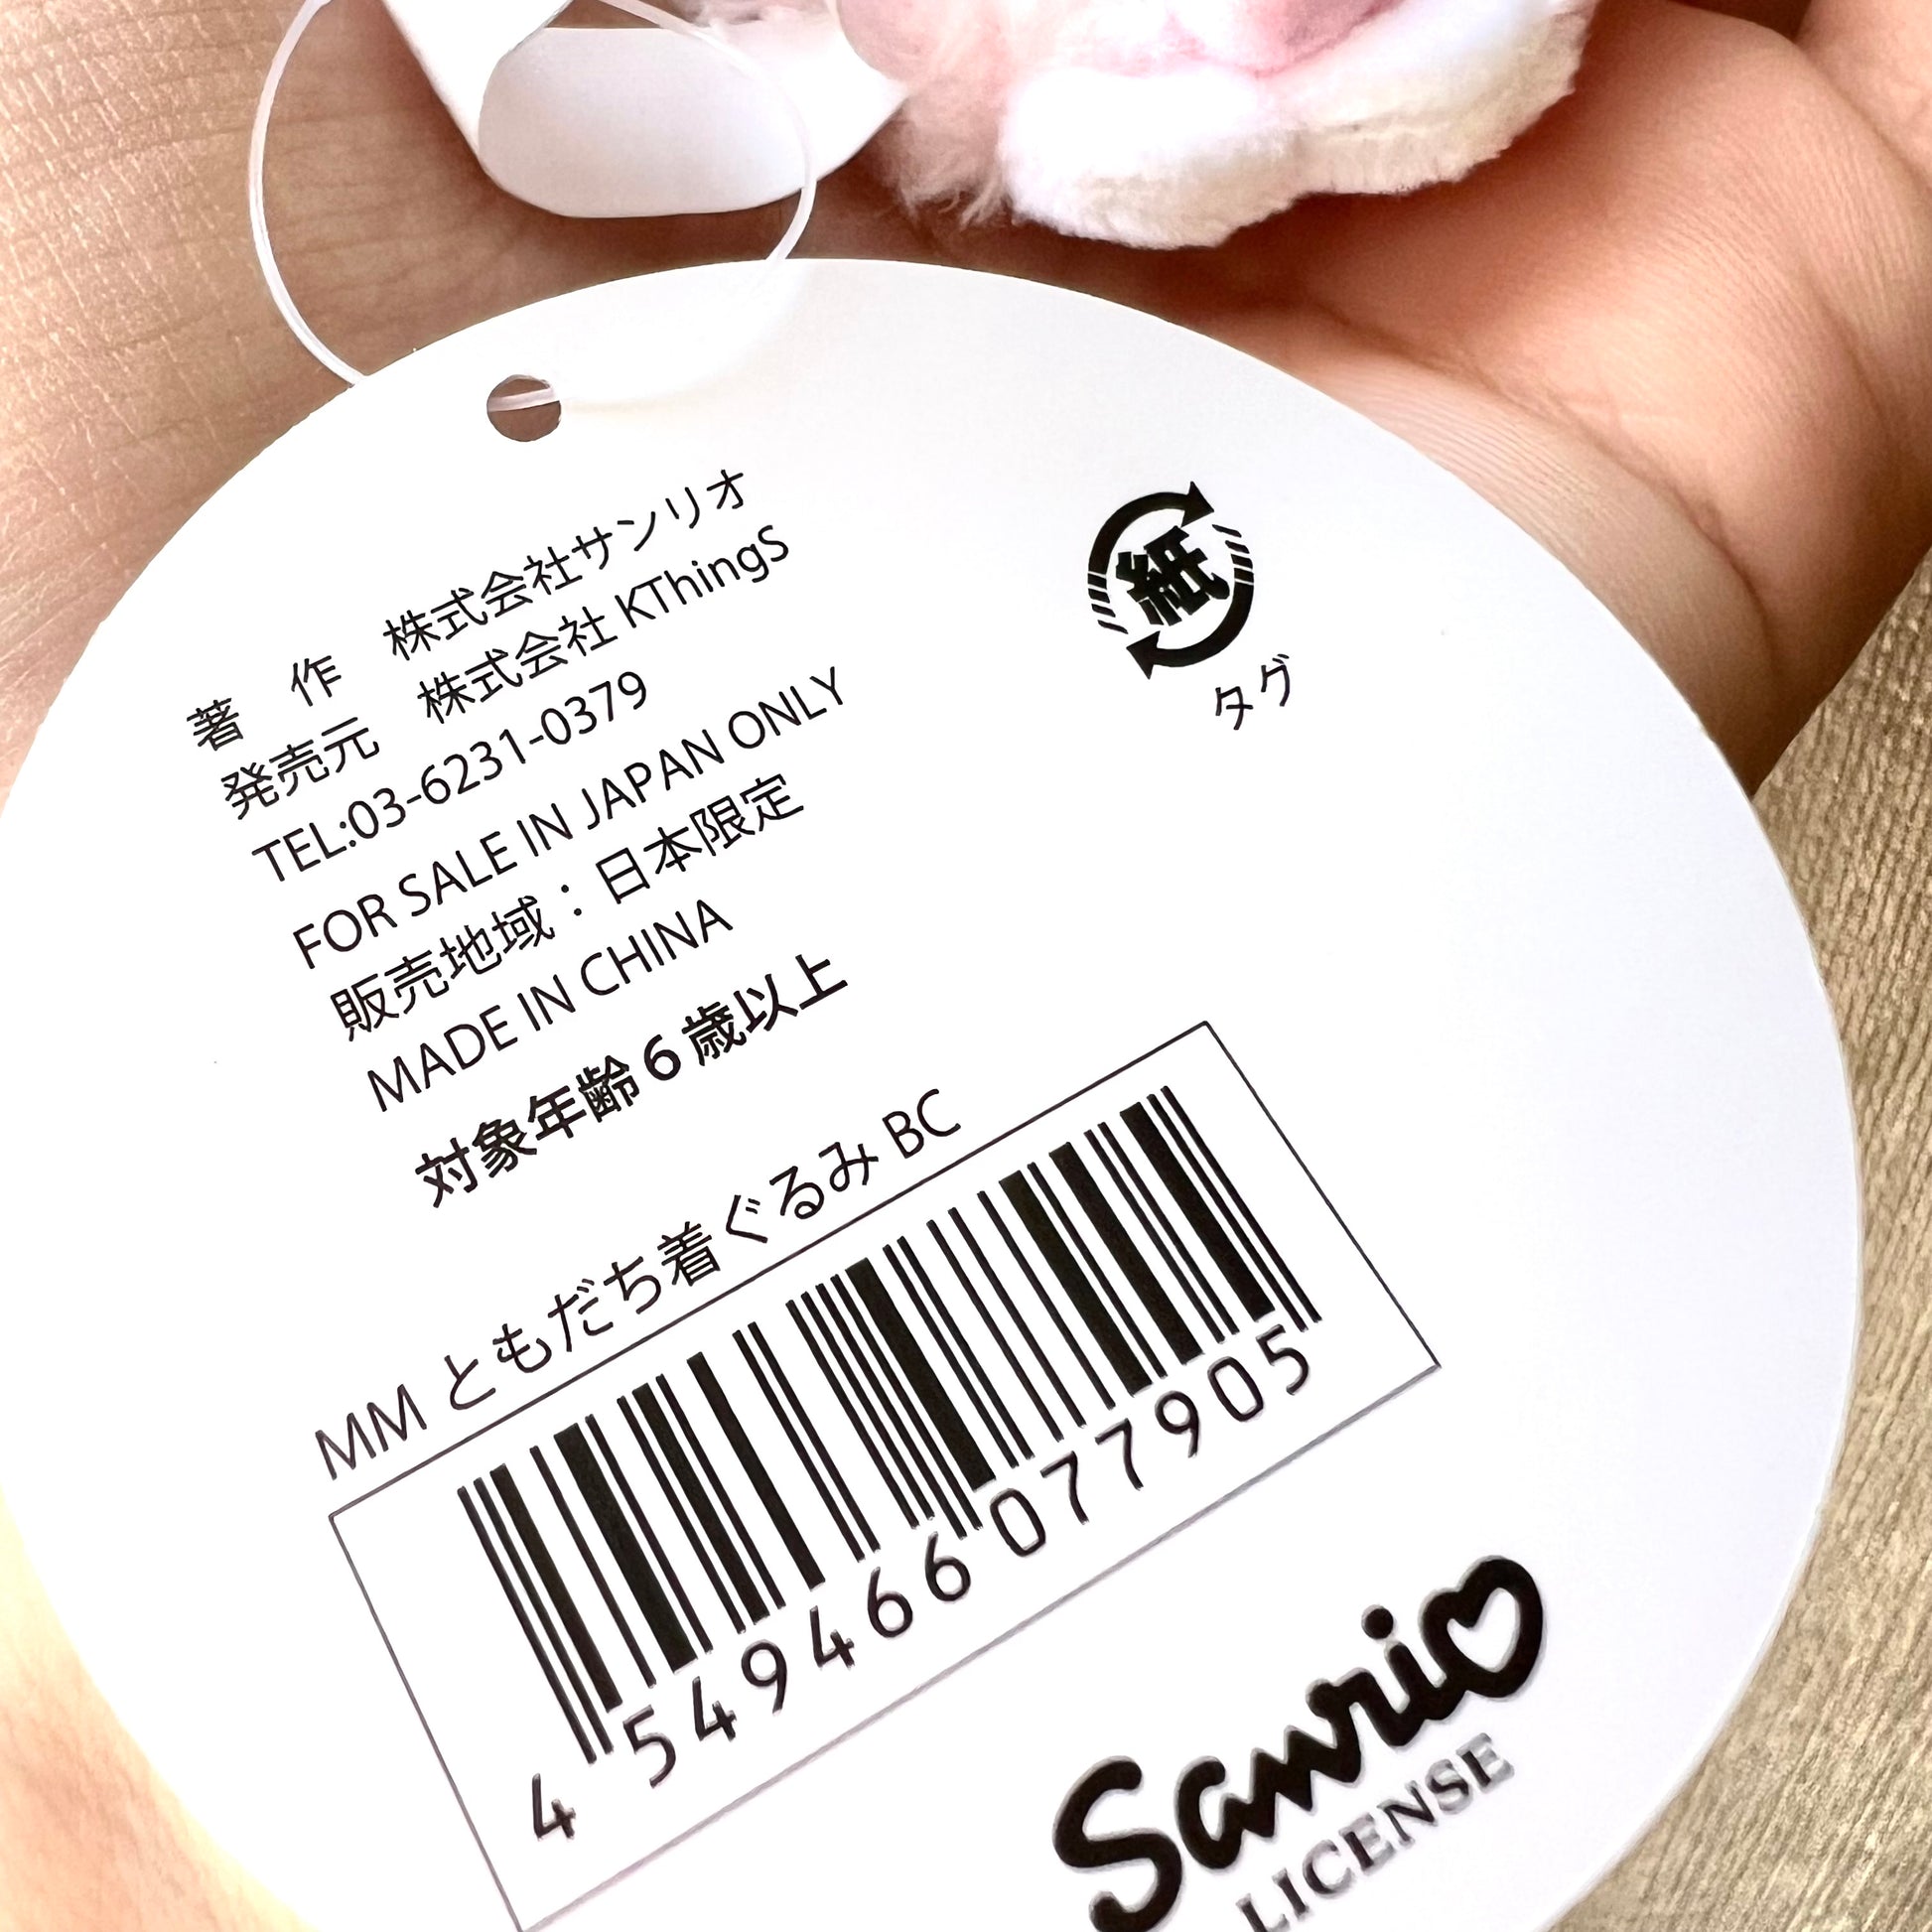 著　作　株式会社サンリオ
発売元　株式会社 KThingS
TEL:03-6231-0379
FOR SALE IN JAPAN ONLY
販売地域：日本限定
MADE IN CHINA
対象年齢 6 歳以上
紙
タグ
MM ともだち着ぐるみ BC
4 549466 077905
Sanrio
LICENSE